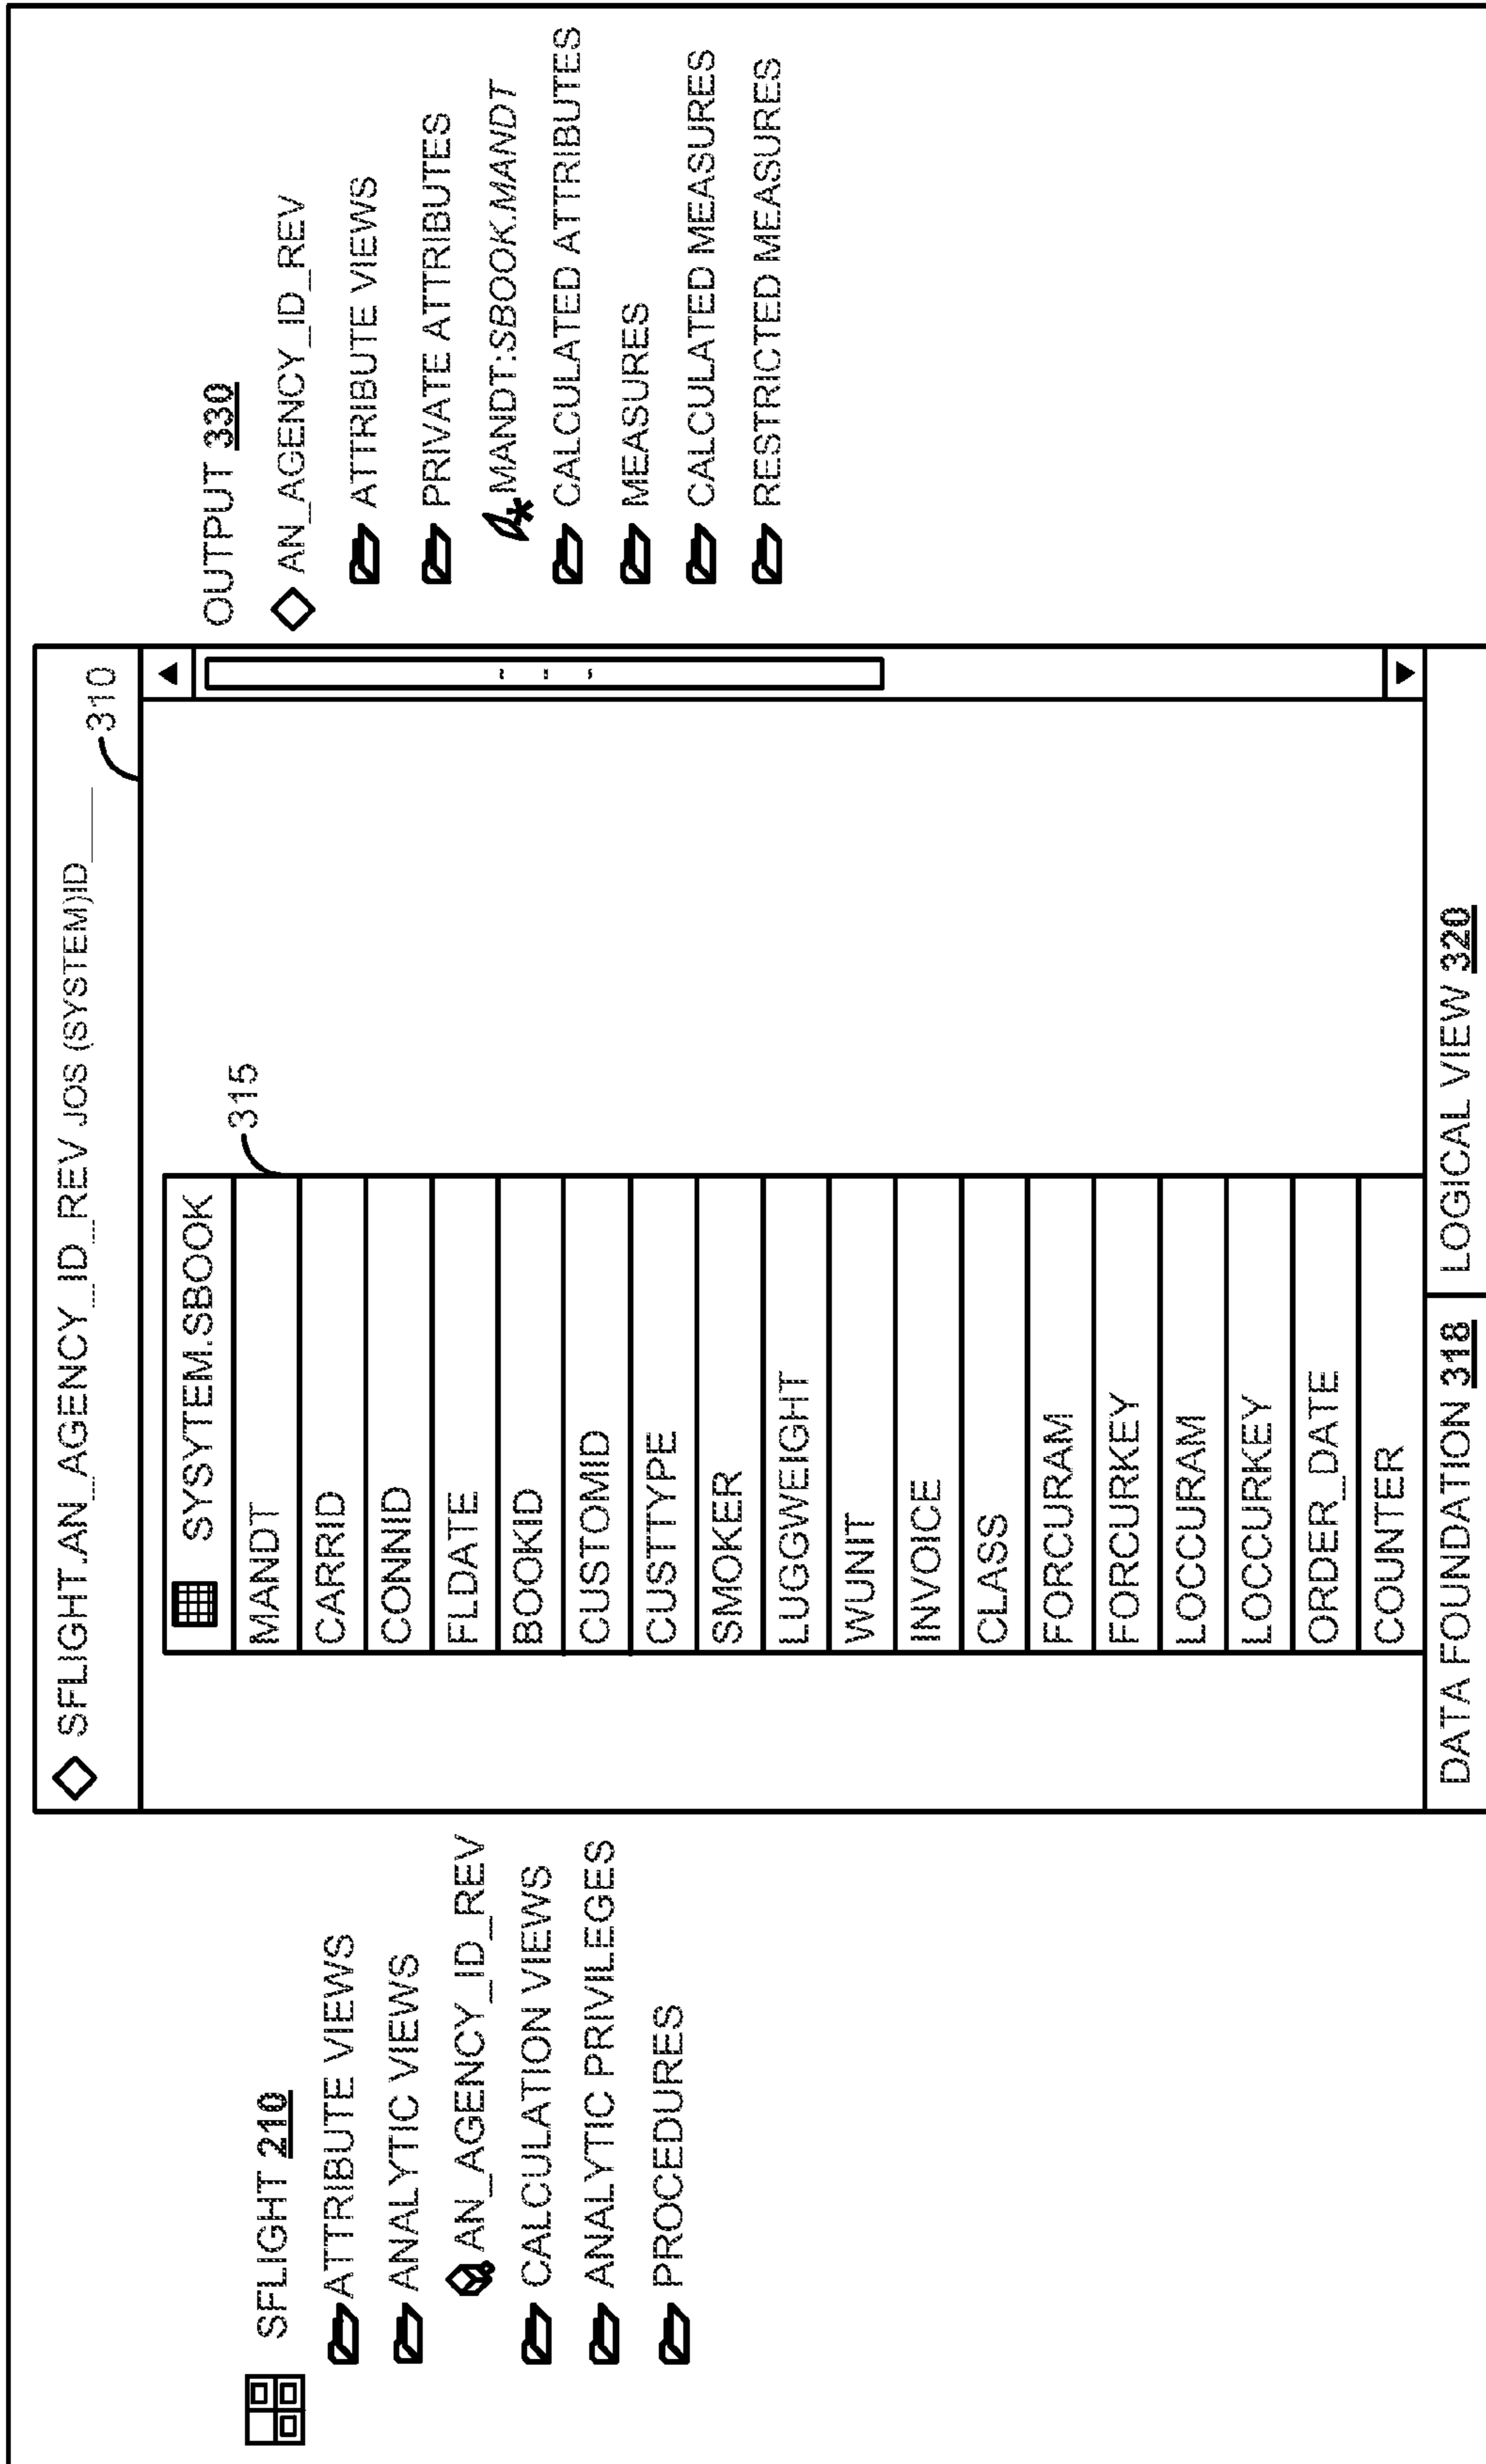 SFLIGHT 210
ATTRIBUTE VIEWS
ANALYTIC VIEWS
AN_AGENCY_ID_REV
CALCULATION VIEWS
ANALYTIC PRIVILEGES
PROCEDURES
SFLIGHT.AN_AGENCY_ID_REV JOS (SYSTEM)ID____
310
SYSYTEM.SBOOK
315
MANDT
CARRID
CONNID
FLDATE
BOOKID
CUSTOMID
CUSTTYPE
SMOKER
LUGGWEIGHT
WUNIT
INVOICE
CLASS
FORCURAM
FORCURKEY
LOCCURAM
LOCCURKEY
ORDER_DATE
COUNTER
DATA FOUNDATION 318
LOGICAL VIEW 320
OUTPUT 330
AN_AGENCY_ID_REV
ATTRIBUTE VIEWS
PRIVATE ATTRIBUTES
MANDT:SBOOK.MANDT
CALCULATED ATTRIBUTES
MEASURES
CALCULATED MEASURES
RESTRICTED MEASURES